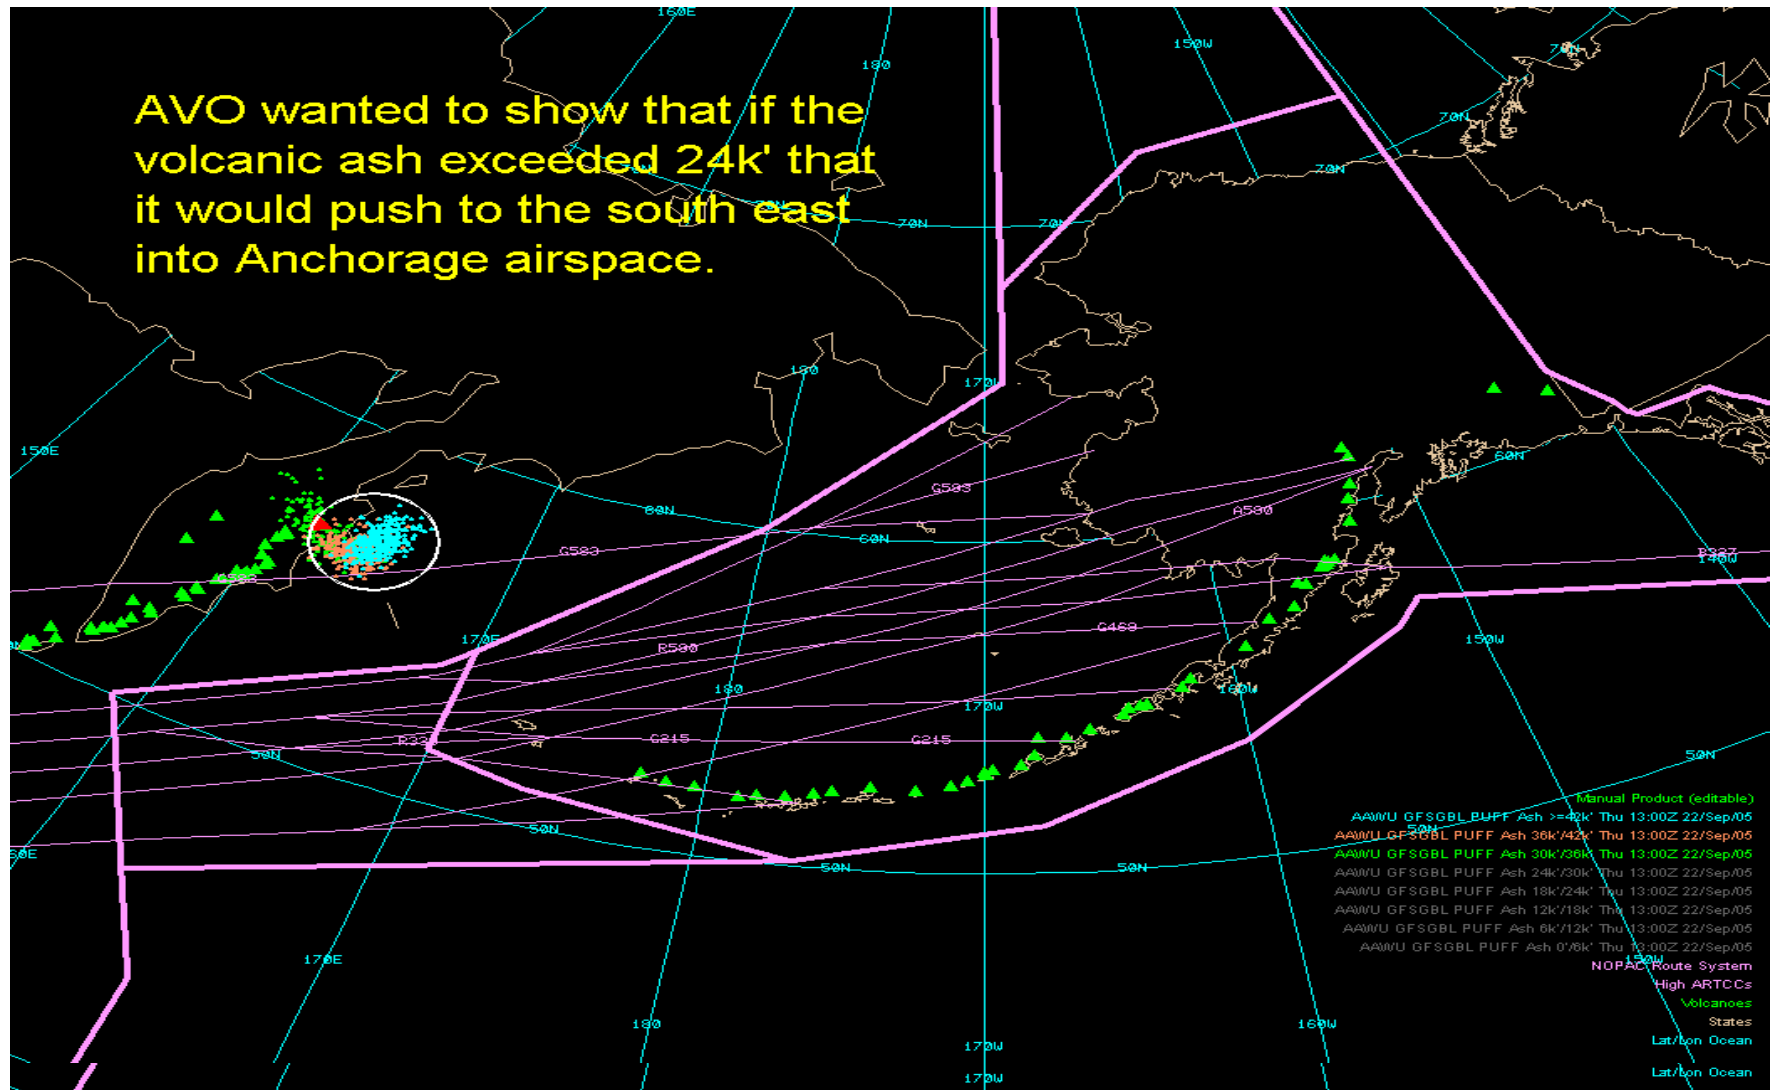 160E
150W
180
70N
AVO wanted to show that if the
volcanic ash exceeded 24k' that
it would push to the south east
into Anchorage airspace.
70N
70N
70N
70N
70N
70N
180
170W
150E
G583
60N
60N
A590
60N
G583
R337
140W
G469
170E
R580
150W
180
160W
170W
G215
G215
50N
50N
Manual Product (editable)
AAWU GFSGBL PUFF Ash >=42k' Thu 13:00Z 22/Sep/05
50N
50N
AAWU GFSGBL PUFF Ash 36k'/42k' Thu 13:00Z 22/Sep/05
AAWU GFSGBL PUFF Ash 30k'/36k' Thu 13:00Z 22/Sep/05
50N
50N
AAWU GFSGBL PUFF Ash 24k'/30k' Thu 13:00Z 22/Sep/05
AAWU GFSGBL PUFF Ash 18k'/24k' Thu 13:00Z 22/Sep/05
AAWU GFSGBL PUFF Ash 12k'/18k' Thu 13:00Z 22/Sep/05
AAWU GFSGBL PUFF Ash 6k'/12k' Thu 13:00Z 22/Sep/05
AAWU GFSGBL PUFF Ash 0'/6k' Thu 13:00Z 22/Sep/05
170E
150W
NOPAC Route System
High ARTCCs
Volcanoes
180
160W
States
170W
Lat/Lon Ocean
170W
Lat/Lon Ocean